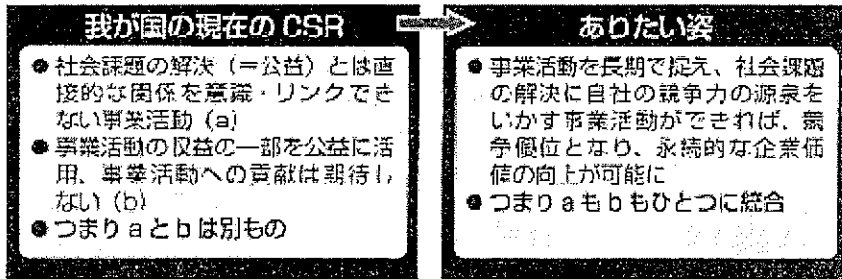 我が国の現在のCSR
●社会課題の解決（＝公益）とは直
接的な関係を意識・リンクでき
ない事業活動（a）
●事業活動の収益の一部を公益に活
用、事業活動への貢献は期待し
ない（b）
●つまりaとbは別もの
ありたい姿
●事業活動を長期で捉え、社会課題
の解決に自社の競争力の源泉を
いかす事業活動ができれば、競
争優位となり、永続的な企業価
値の向上が可能に
●つまりaもbもひとつに統合